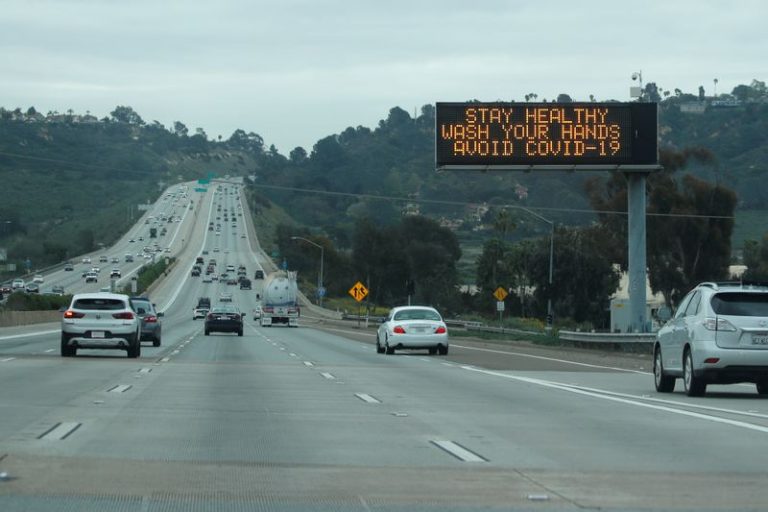 STAY HEALTHY
WASH YOUR HANDS
AVOID COVID-19